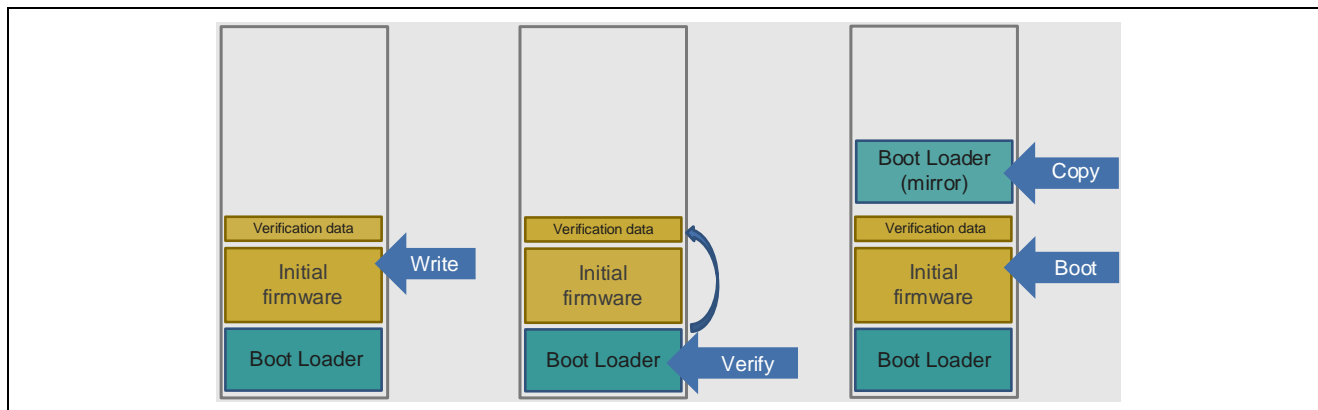 Verification data
Initial
firmware
Write
Boot Loader
Verification data
Initial
firmware
Boot Loader
Verify
Boot Loader
(mirror)
Copy
Verification data
Initial
firmware
Boot
Boot Loader